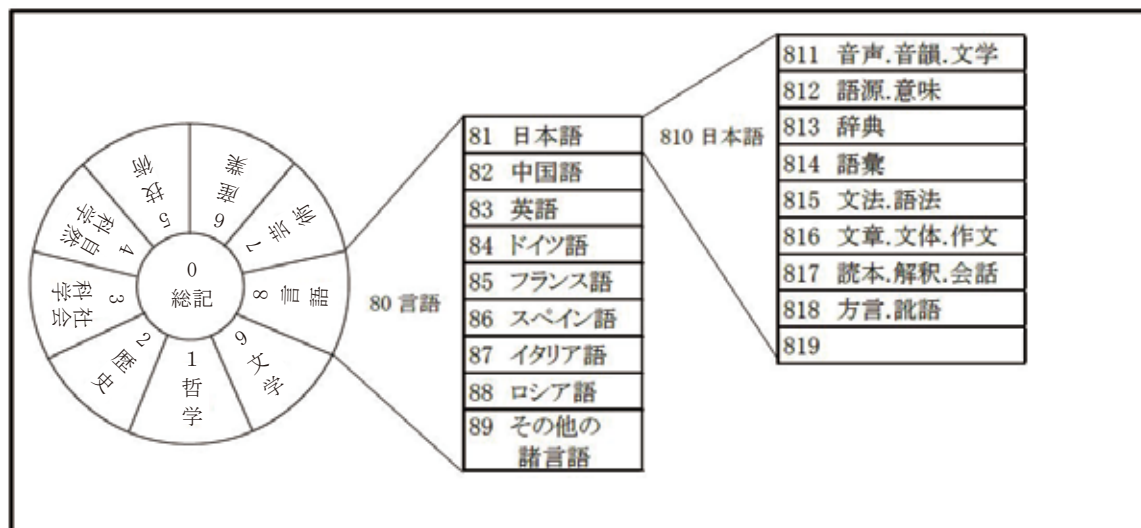 0
総記
1
哲学
2
歴史
3
社会
科学
4
自然
科学
5
技術
6
産業
7
芸術
8
言語
9
文学
80 言語
81 日本語
82 中国語
83 英語
84 ドイツ語
85 フランス語
86 スペイン語
87 イタリア語
88 ロシア語
89 その他の
諸言語
810 日本語
811 音声.音韻.文学
812 語源.意味
813 辞典
814 語彙
815 文法.語法
816 文章.文体.作文
817 読本.解釈.会話
818 方言.訛語
819